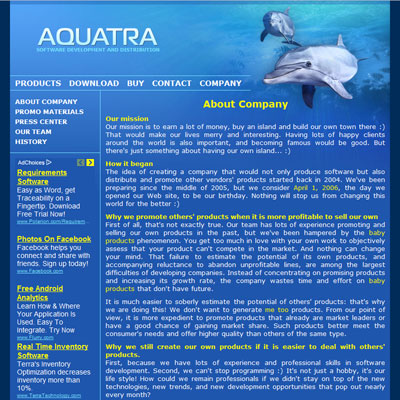 AQUATRA
SOFTWARE DEVELOPMENT AND DISTRIBUTION
PRODUCTS DOWNLOAD BUY CONTACT COMPANY
ABOUT COMPANY
PROMO MATERIALS
PRESS CENTER
OUR TEAM
HISTORY
AdChoices
Requirements
Software
Easy as Word, get
Traceability on a
Fingertip. Download
Free Trial Now!
Photos On Facebook
Facebook helps you
connect and share with
friends. Sign up today!
www.Facebook.com
Free Android
Analytics
Learn How & Where
Your Application Is
Used. Easy To
Integrate. Try Now
www.Flurry.com
Real Time Inventory
Software
Terra's Inventory
Optimization decreases
inventory more than
10%
www.TerraTechnology.com
About Company
Our mission
Our mission is to earn a lot of money, buy an island and build our own town there :)
That would make our lives merry and interesting. Having lots of happy clients
around the world is also important, and becoming famous would be good. But
there's just something about having our own island... :)
How it began
The idea of creating a company that would not only produce software but also
distribute and promote other vendors' products started back in 2004. We've been
preparing since the middle of 2005, but we consider April 1, 2006, the day we
opened our Web site, to be our birthday. Nothing will stop us from changing this
world for the better :)
Why we promote others' products when it is more profitable to sell our own
First of all, that's not exactly true. Our team has lots of experience promoting and
selling our own products in the past, but we've been hampered by the baby
products phenomenon. You get too much in love with your own work to objectively
assess that your product can't compete in the market. And nothing can change
your mind. That failure to estimate the potential of its own products, and
accompanying reluctance to abandon unprofitable lines, are among the largest
difficulties of developing companies. Instead of concentrating on promising products
and increasing its growth rate, the company wastes time and effort on baby
products that don't have future.
It is much easier to soberly estimate the potential of others' products: that's why
we are doing this! We don't want to generate me too products. From our point of
view, it is more expedient to promote products that already are market leaders or
have a good chance of gaining market share. Such products better meet the
consumer's needs and offer higher quality than others of the same type.
Why we still create our own products if it is easier to deal with others'
products.
First, because we have lots of experience and professional skills in software
development. Second, we can't stop programming :) It's not just a hobby, it's our
life style! How could we remain professionals if we didn't stay on top of the new
technologies, new trends, and new development opportunities that pop out nearly
every month?